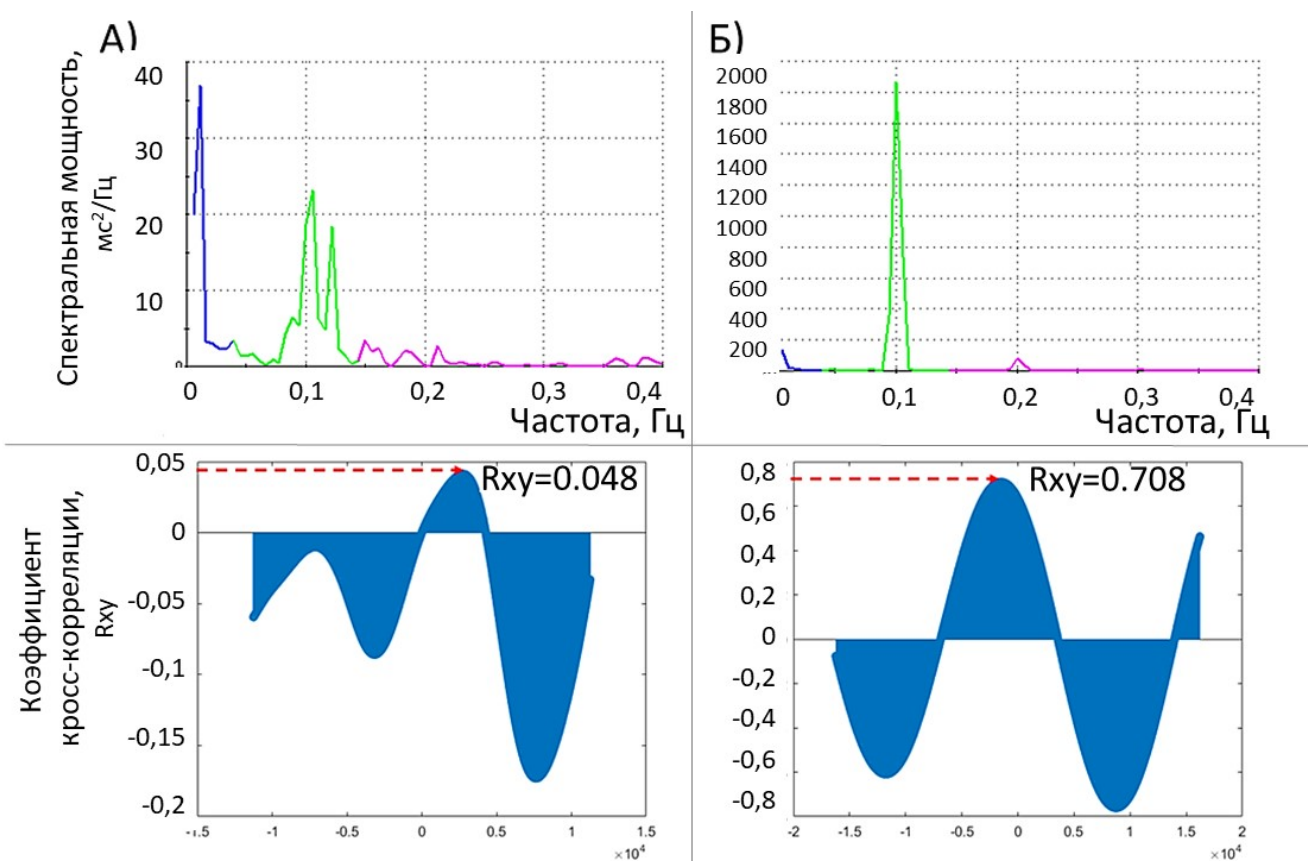 А)
Спектральная мощность,
мс²/Гц
40
30
20
10
0
0 0,1 0,2 0,3 0,4
Частота, Гц
Б)
2000
1800
1600
1400
1200
1000
800
600
400
200
0 0,1 0,2 0,3 0,4
Частота, Гц
Коэффициент
кросс-корреляции,
Rxy
0,05
0
-0,05
-0,1
-0,15
-0,2
Rxy=0.048
-1.5 -1 -0.5 0 0.5 1 1.5
×10⁴
0,8
0,6
0,4
0,2
0
-0,2
-0,4
-0,6
-0,8
Rxy=0.708
-2 -1.5 -1 -0.5 0 0.5 1 1.5 2
×10⁴